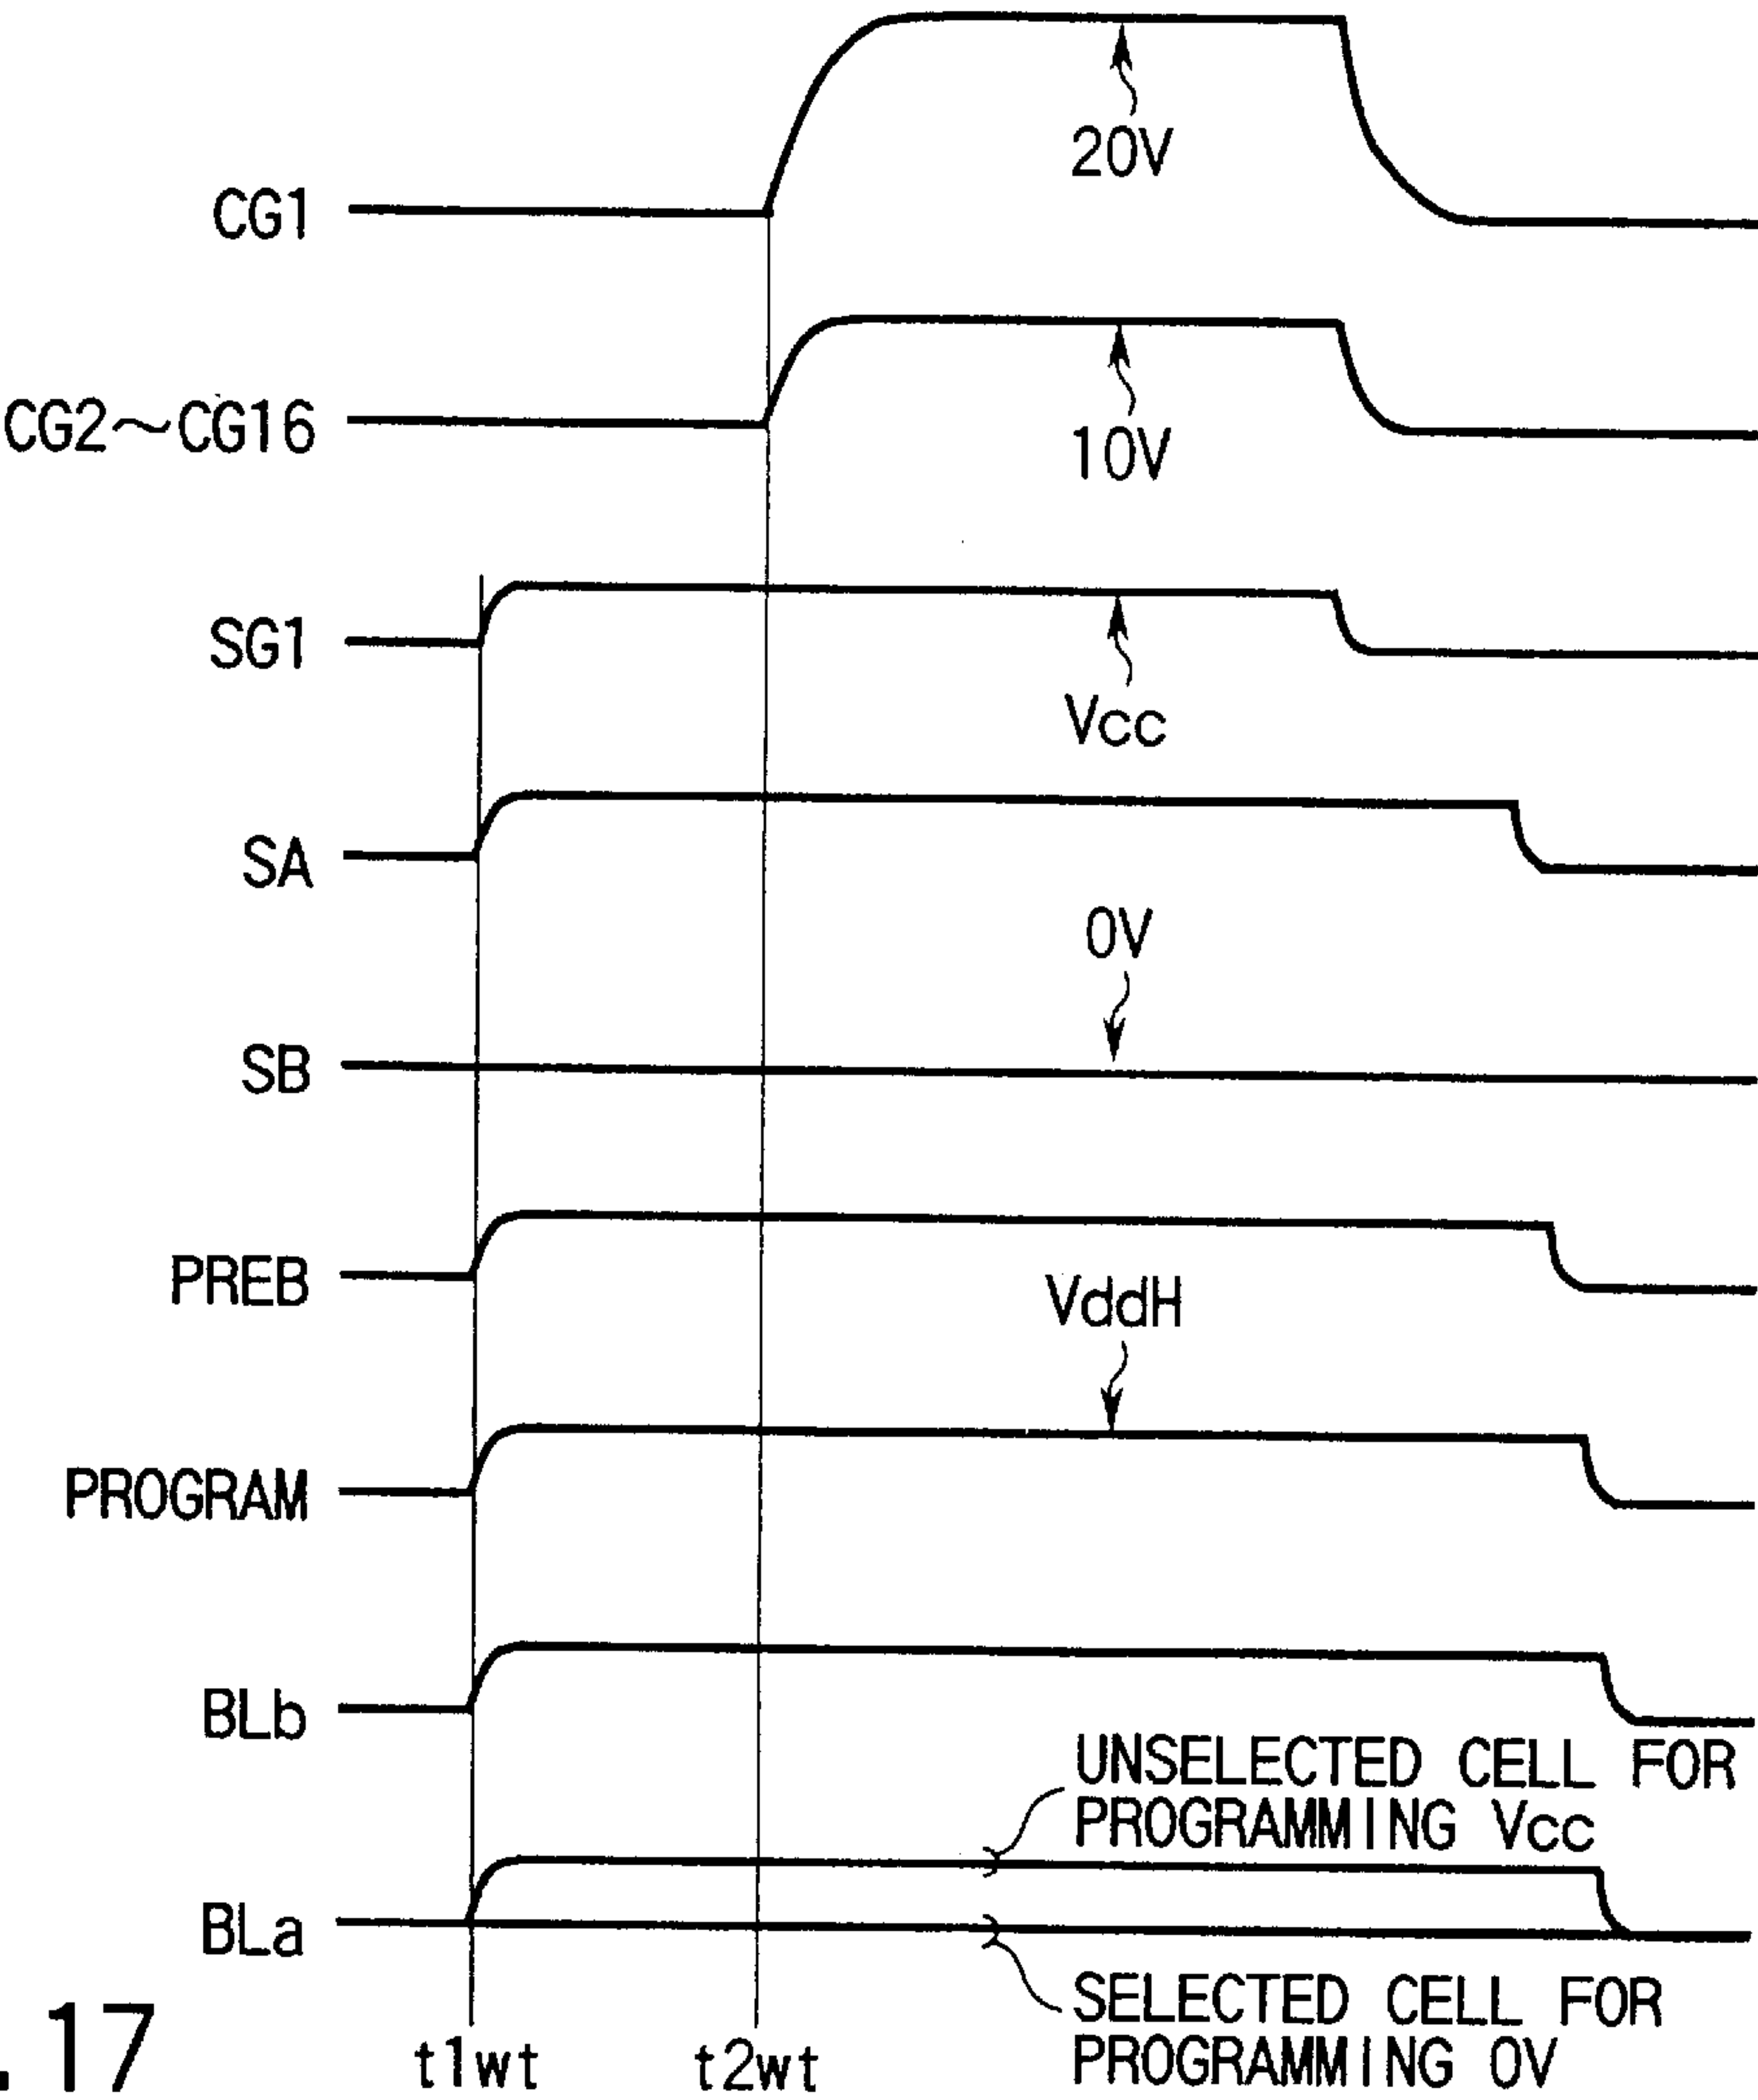 20V
CG1
CG2～CG16
10V
SG1
Vcc
SA
0V
SB
PREB
VddH
PROGRAM
BLb
UNSELECTED CELL FOR
PROGRAMMING Vcc
BLa
SELECTED CELL FOR
PROGRAMMING 0V
.17
t1wt
t2wt